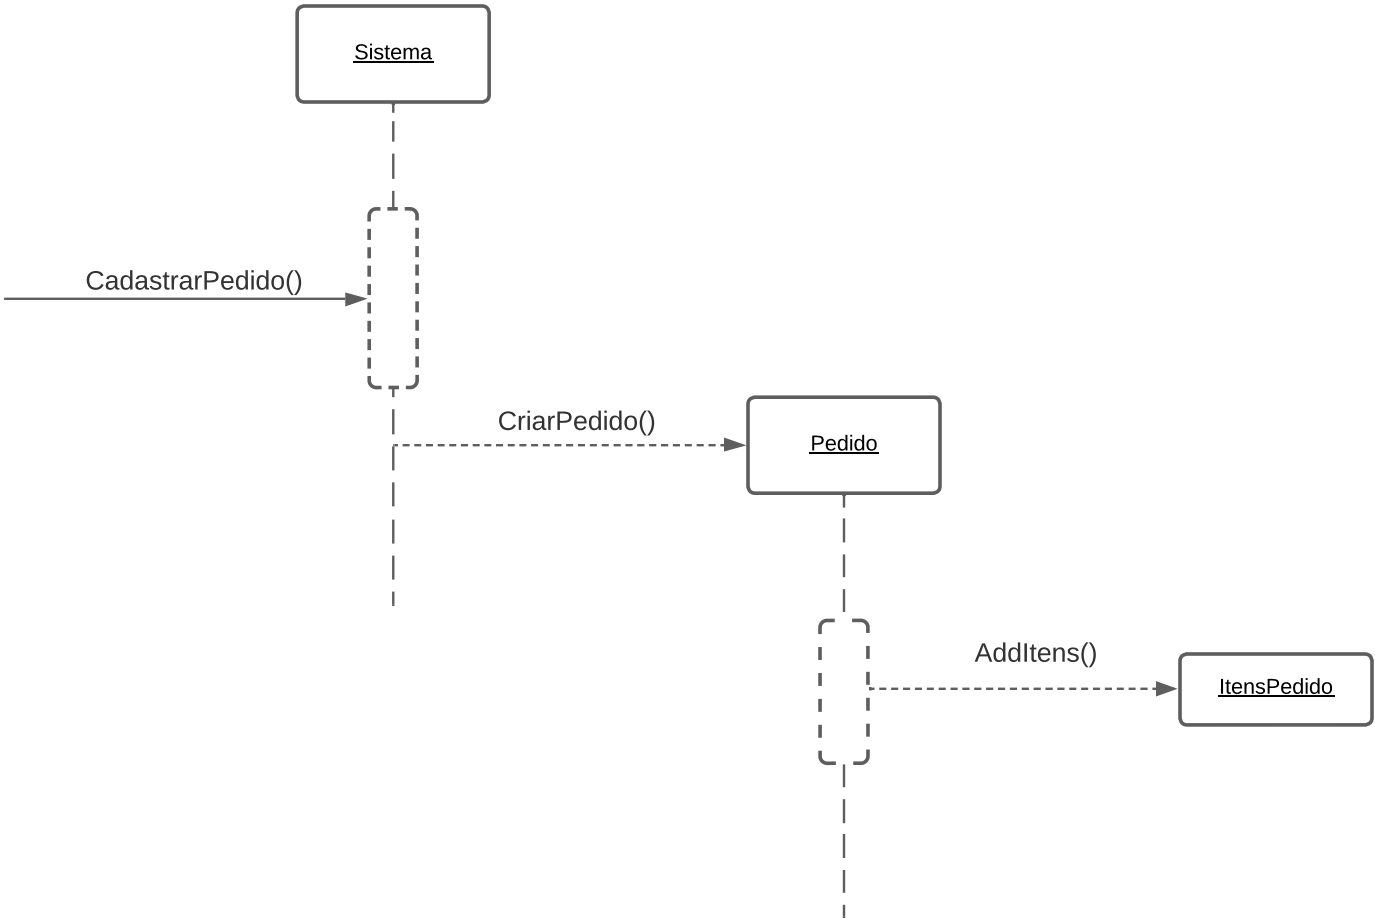 Sistema
CadastrarPedido()
CriarPedido()
Pedido
AddItens()
ItensPedido